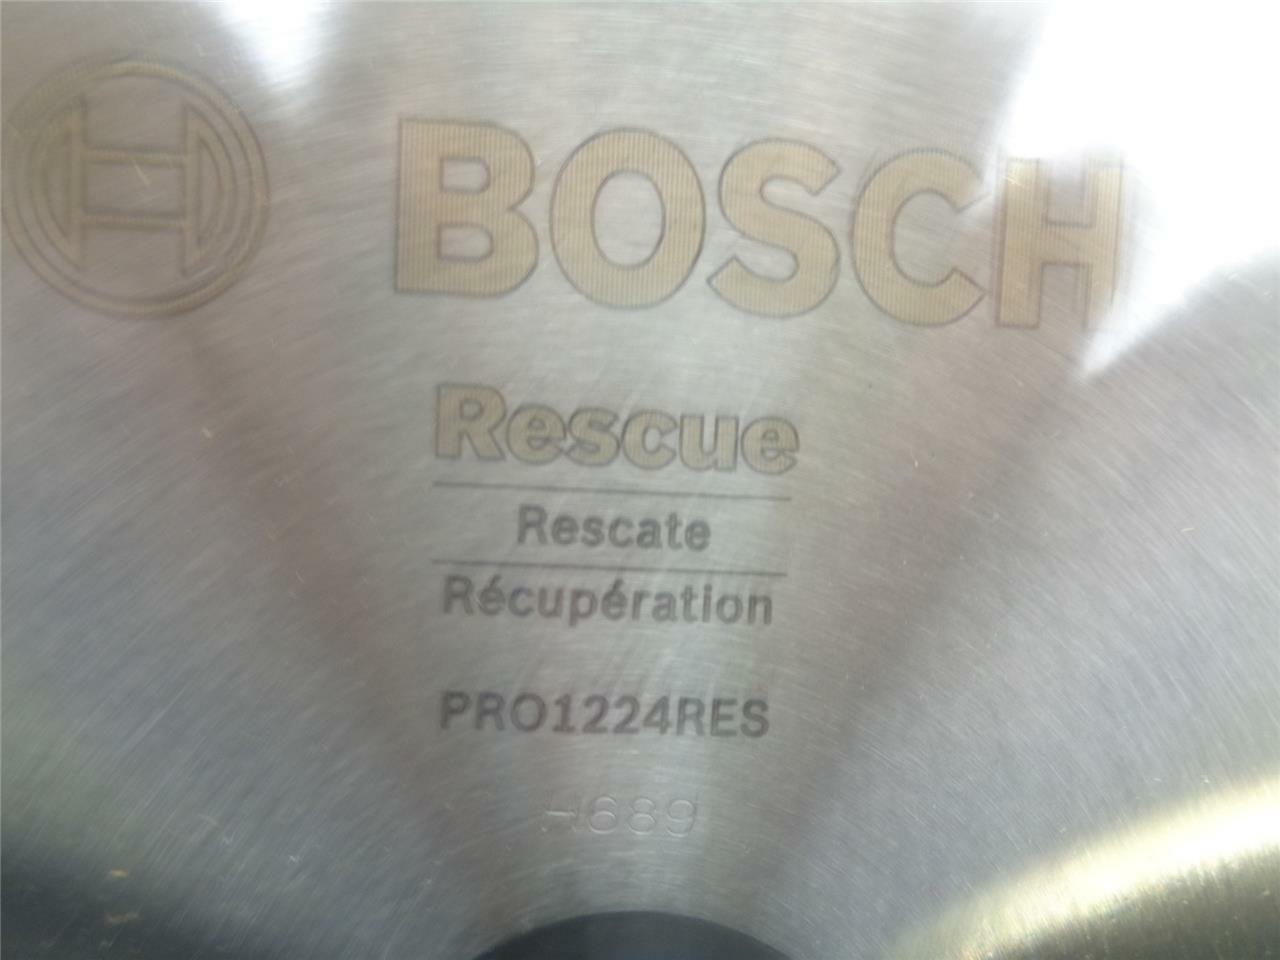 BOSCH
Rescue
Rescate
Récupération
PRO1224RES
H689